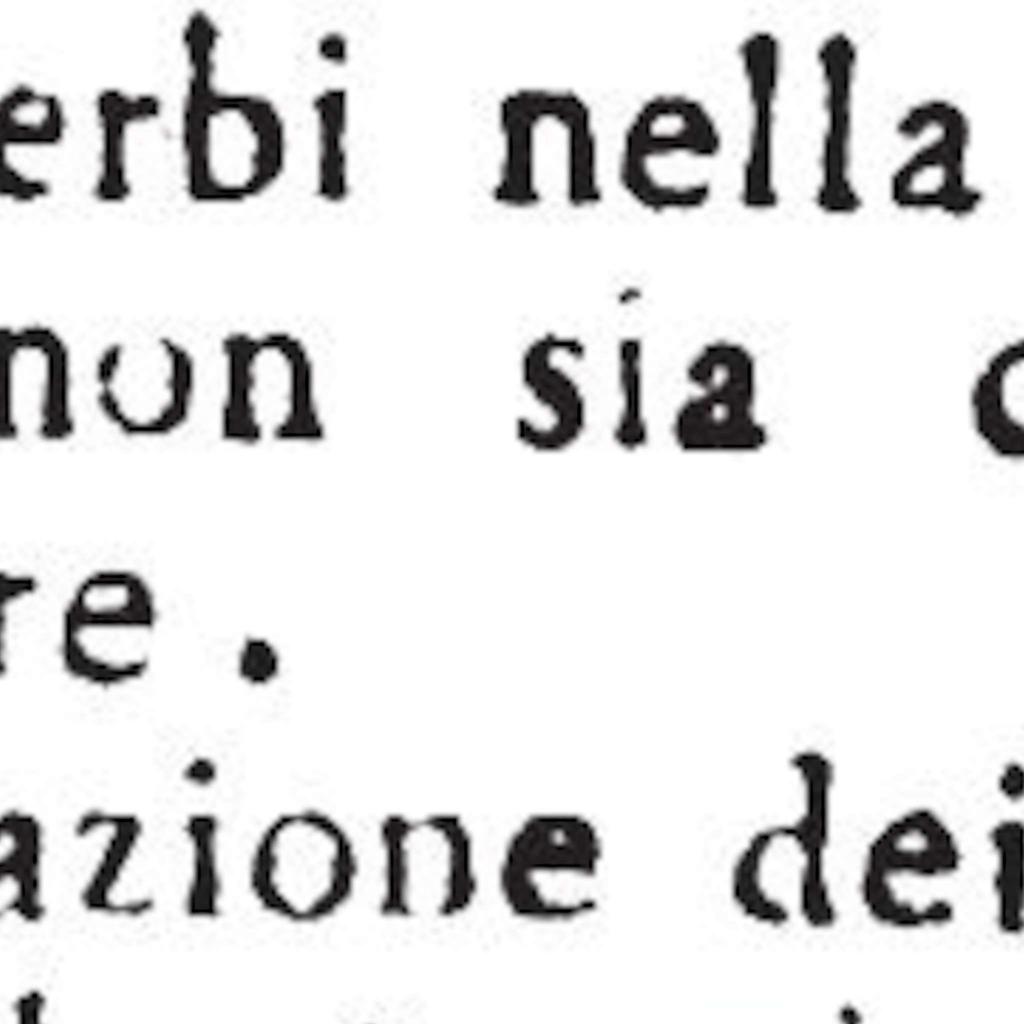 erbi nella
non sia
re.
azione dei